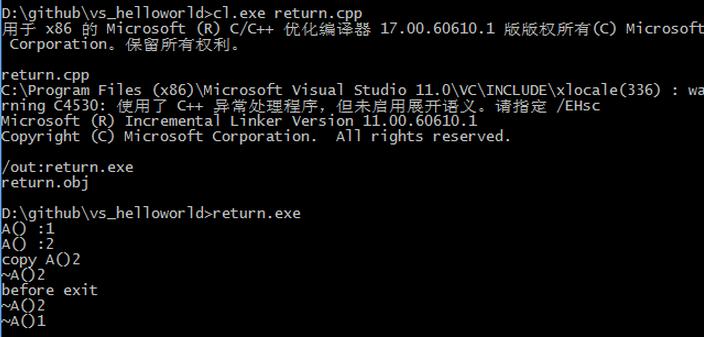 D:\github\vs_helloworld>cl.exe return.cpp
用于 x86 的 Microsoft (R) C/C++ 优化编译器 17.00.60610.1 版版权所有(C) Microsoft
 Corporation。保留所有权利。
return.cpp
C:\Program Files (x86)\Microsoft Visual Studio 11.0\VC\INCLUDE\xlocale(336) : wa
rning C4530: 使用了 C++ 异常处理程序，但未启用展开语义。请指定 /EHsc
Microsoft (R) Incremental Linker Version 11.00.60610.1
Copyright (C) Microsoft Corporation.  All rights reserved.
/out:return.exe
return.obj
D:\github\vs_helloworld>return.exe
A() :1
A() :2
copy A()2
~A()2
before exit
~A()2
~A()1